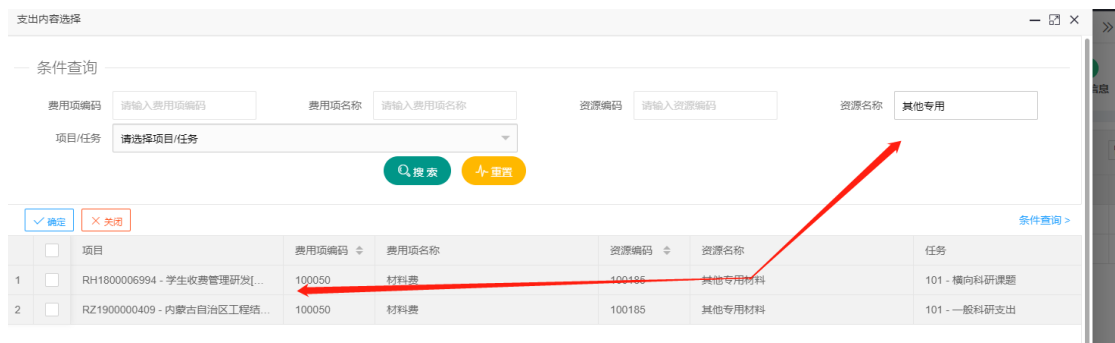 支出内容选择
条件查询
费用项编码 请输入费用项编码 费用项名称 请输入费用项名称 资源编码 请输入资源编码 资源名称 其他专用
项目/任务 请选择项目/任务
搜索 重置
确定 关闭 条件查询 >
项目 费用项编码 费用项名称 资源编码 资源名称 任务
1 RH1800006994 - 学生收费管理研发[... 100050 材料费 100185 其他专用材料 101 - 横向科研课题
2 RZ1900000409 - 内蒙古自治区工程结... 100050 材料费 100185 其他专用材料 101 - 一般科研支出